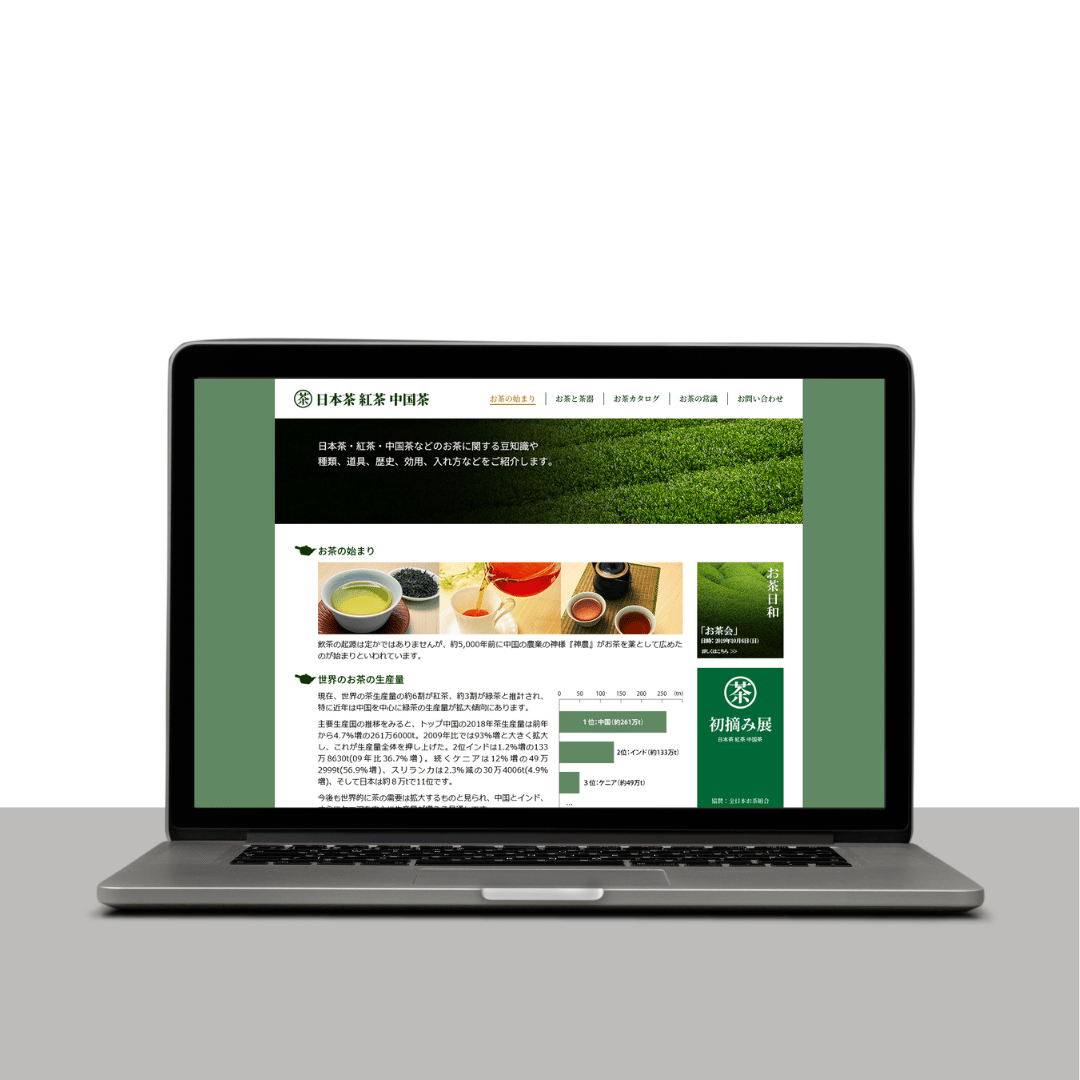 茶 日本茶 紅茶 中国茶
お茶の始まり お茶と茶器 お茶カタログ お茶の常識 お問い合わせ
日本茶・紅茶・中国茶などのお茶に関する豆知識や
種類、道具、歴史、効用、入れ方などをご紹介します。
お茶の始まり
飲茶の起源は定かではありませんが、約5,000年前に中国の農業の神様『神農』がお茶を薬として広めた
のが始まりといわれています。
世界のお茶の生産量
現在、世界の茶生産量の約6割が紅茶、約3割が緑茶と推計され、
特に近年は中国を中心に緑茶の生産量が拡大傾向にあります。
主要生産国の推移をみると、トップ中国の2018年茶生産量は前年
から4.7%増の261万6000t。2009年比では93%増と大きく拡大
し、これが生産量全体を押し上げた。2位インドは1.2%増の133
万8630t(09年比36.7%増)。続くケニアは12%増の49万
2999t(56.9%増)、スリランカは2.3%減の30万4006t(4.9%
増)、そして日本は約８万tで11位です。
今後も世界的に茶の需要は拡大するものと見られ、中国とインド、
0 50 100 150 200 250 (万t)
1位：中国（約261万t）
2位：インド（約133万t）
3位：ケニア（約49万t）
...
お茶日和
「お茶会」
日時：2019年10月6日（日）
詳しくはこちら >>
茶
初摘み展
日本茶 紅茶 中国茶
協賛：全日本お茶組合